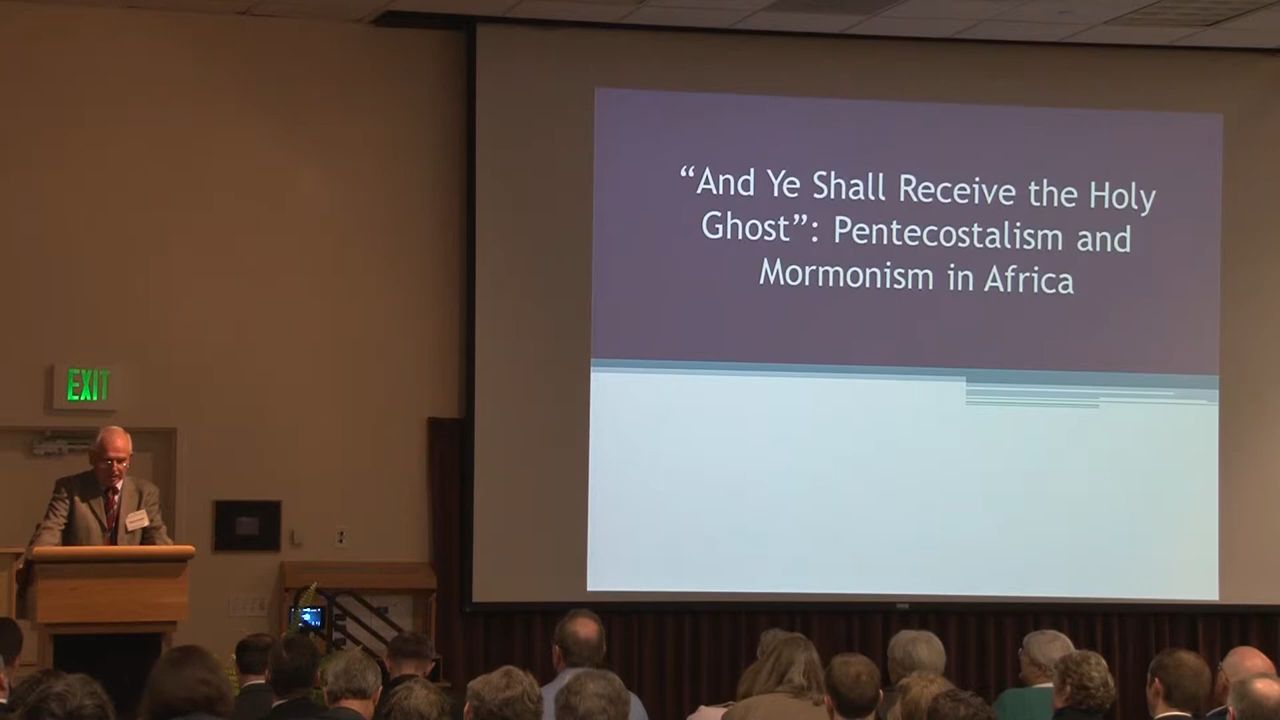 “And Ye Shall Receive the Holy
Ghost”: Pentecostalism and
Mormonism in Africa
EXIT